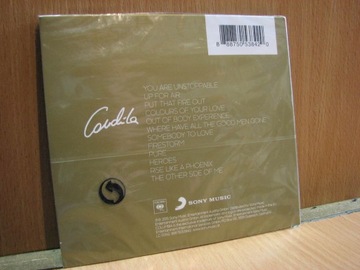 8 88750 53842 0
YOU ARE UNSTOPPABLE
UP FOR AIR
PUT THAT FIRE OUT
COLOURS OF YOUR LOVE
OUT OF BODY EXPERIENCE
WHERE HAVE ALL THE GOOD MEN GONE
SOMEBODY TO LOVE
FIRESTORM
PURE
HEROES
RISE LIKE A PHOENIX
THE OTHER SIDE OF ME
Conchita
SONY MUSIC